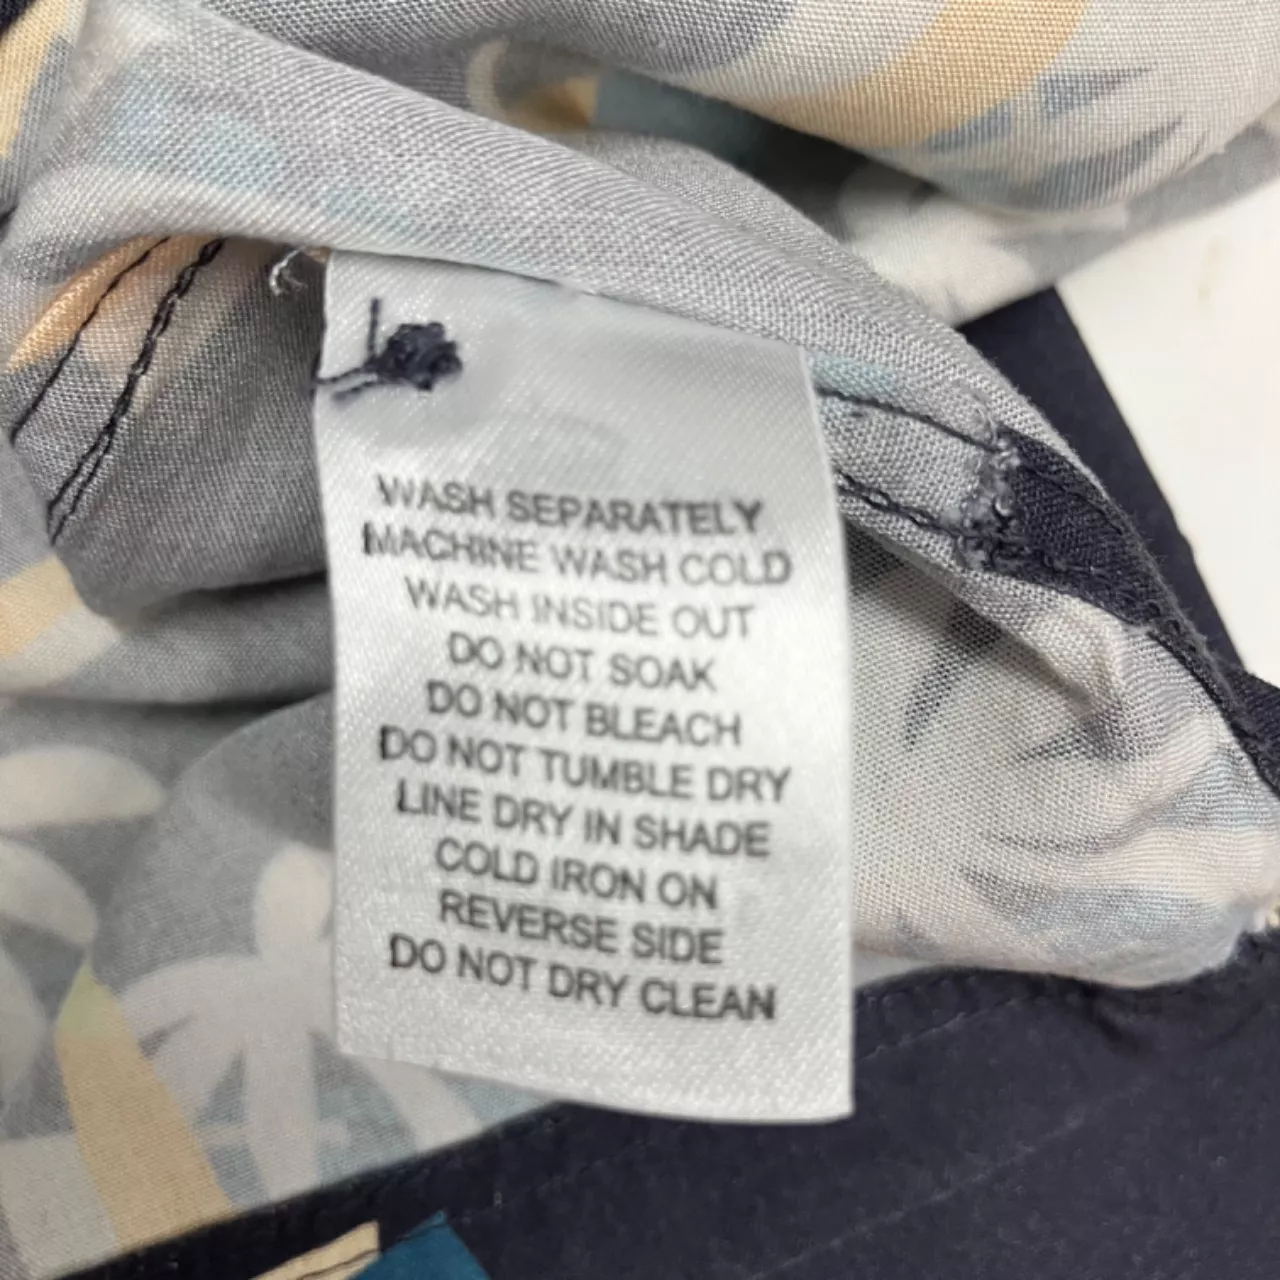 WASH SEPARATELY
MACHINE WASH COLD
WASH INSIDE OUT
DO NOT SOAK
DO NOT BLEACH
DO NOT TUMBLE DRY
LINE DRY IN SHADE
COLD IRON ON
REVERSE SIDE
DO NOT DRY CLEAN